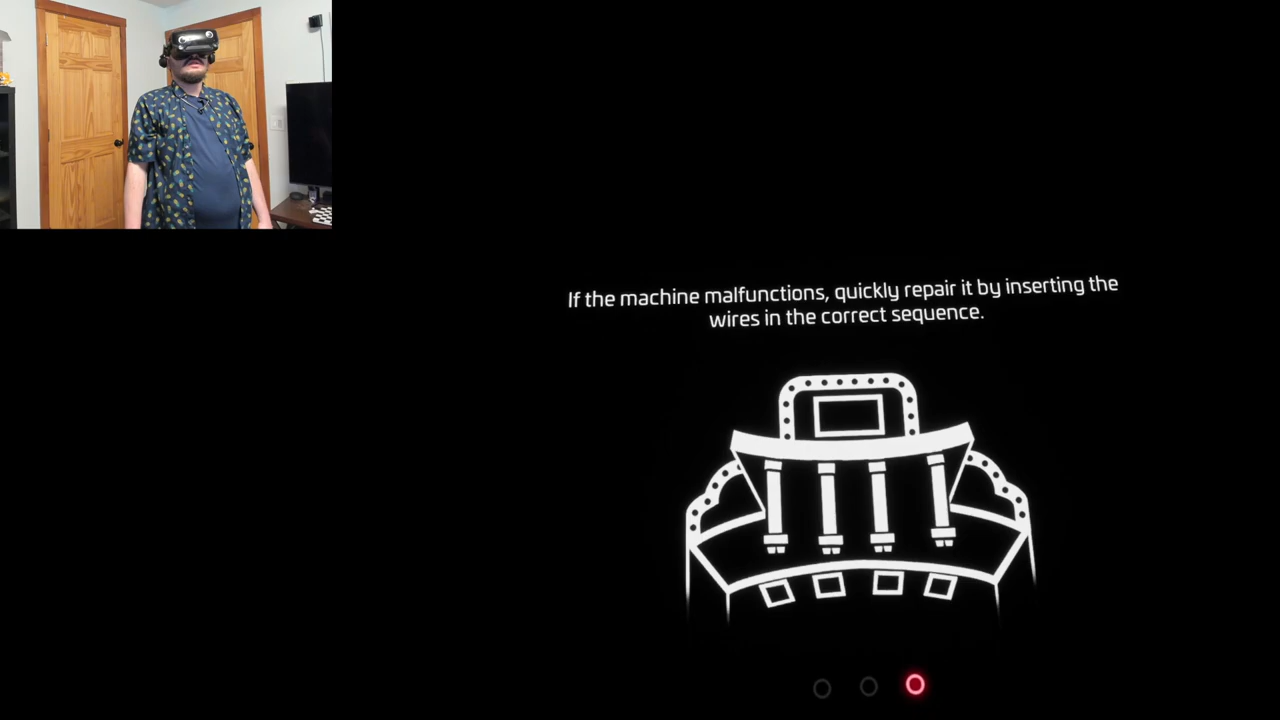 If the machine malfunctions, quickly repair it by inserting the
wires in the correct sequence.